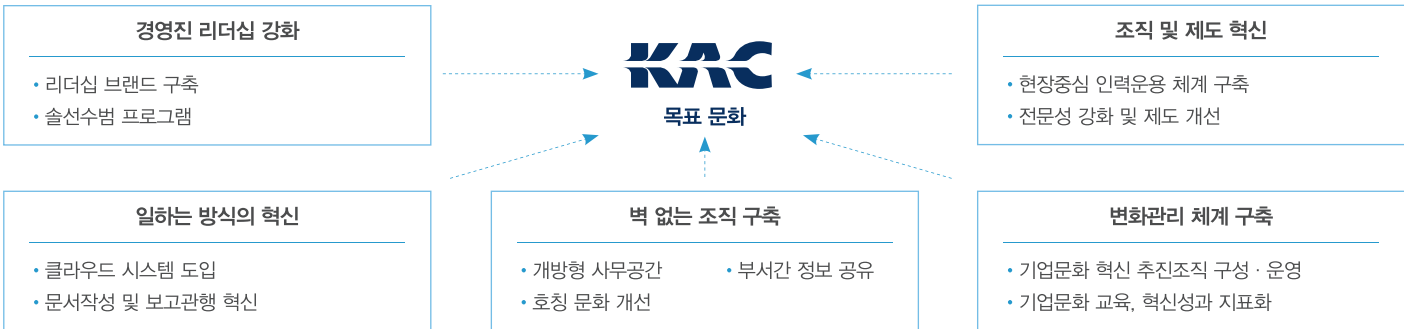 경영진 리더십 강화
• 리더십 브랜드 구축
• 솔선수범 프로그램
KAC
목표 문화
조직 및 제도 혁신
• 현장중심 인력운용 체계 구축
• 전문성 강화 및 제도 개선
일하는 방식의 혁신
• 클라우드 시스템 도입
• 문서작성 및 보고관행 혁신
벽 없는 조직 구축
• 개방형 사무공간 • 부서간 정보 공유
• 호칭 문화 개선
변화관리 체계 구축
• 기업문화 혁신 추진조직 구성 · 운영
• 기업문화 교육, 혁신성과 지표화